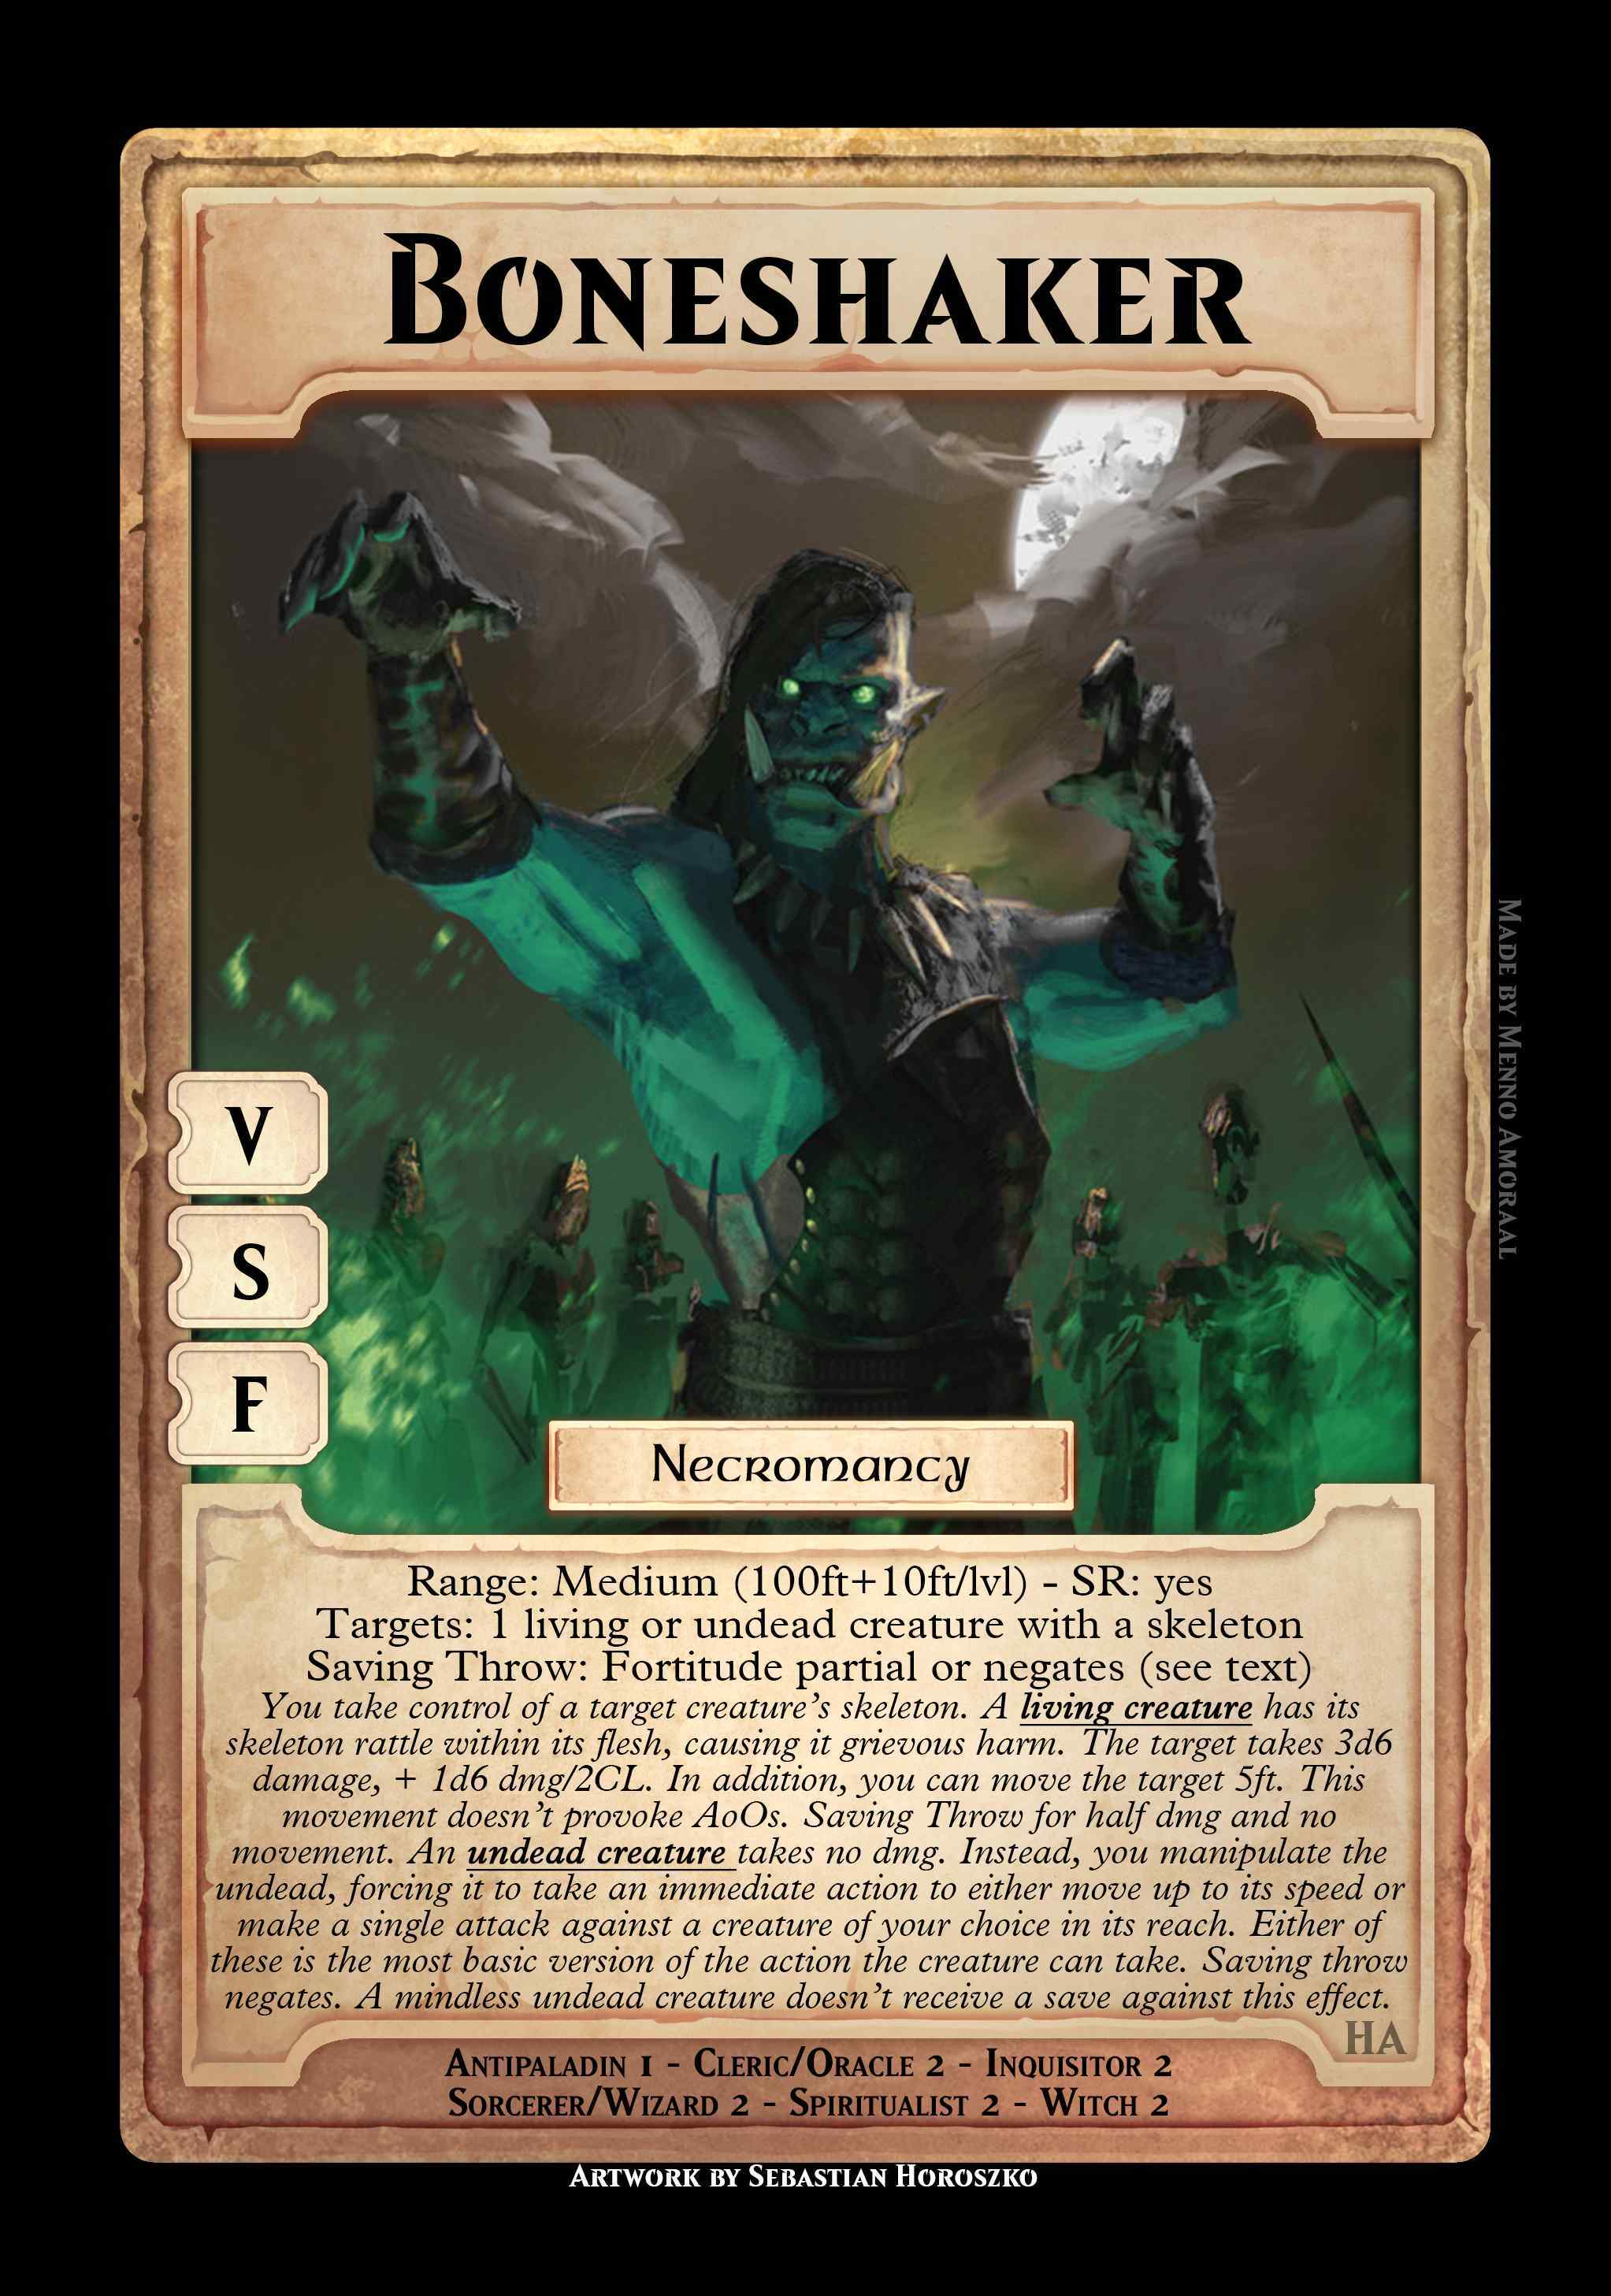 Boneshaker
V
S
F
Necromancy
Range: Medium (100ft+10ft/lvl) - SR: yes
Targets: 1 living or undead creature with a skeleton
Saving Throw: Fortitude partial or negates (see text)
You take control of a target creature's skeleton. A living creature has its
skeleton rattle within its flesh, causing it grievous harm. The target takes 3d6
damage, + 1d6 dmg/2CL. In addition, you can move the target 5ft. This
movement doesn't provoke AoOs. Saving Throw for half dmg and no
movement. An undead creature takes no dmg. Instead, you manipulate the
undead, forcing it to take an immediate action to either move up to its speed or
make a single attack against a creature of your choice in its reach. Either of
these is the most basic version of the action the creature can take. Saving throw
negates. A mindless undead creature doesn't receive a save against this effect.
HA
Antipaladin 1 - Cleric/Oracle 2 - Inquisitor 2
Sorcerer/Wizard 2 - Spiritualist 2 - Witch 2
Artwork by Sebastian Horoszko
Made by Menno Amoraal